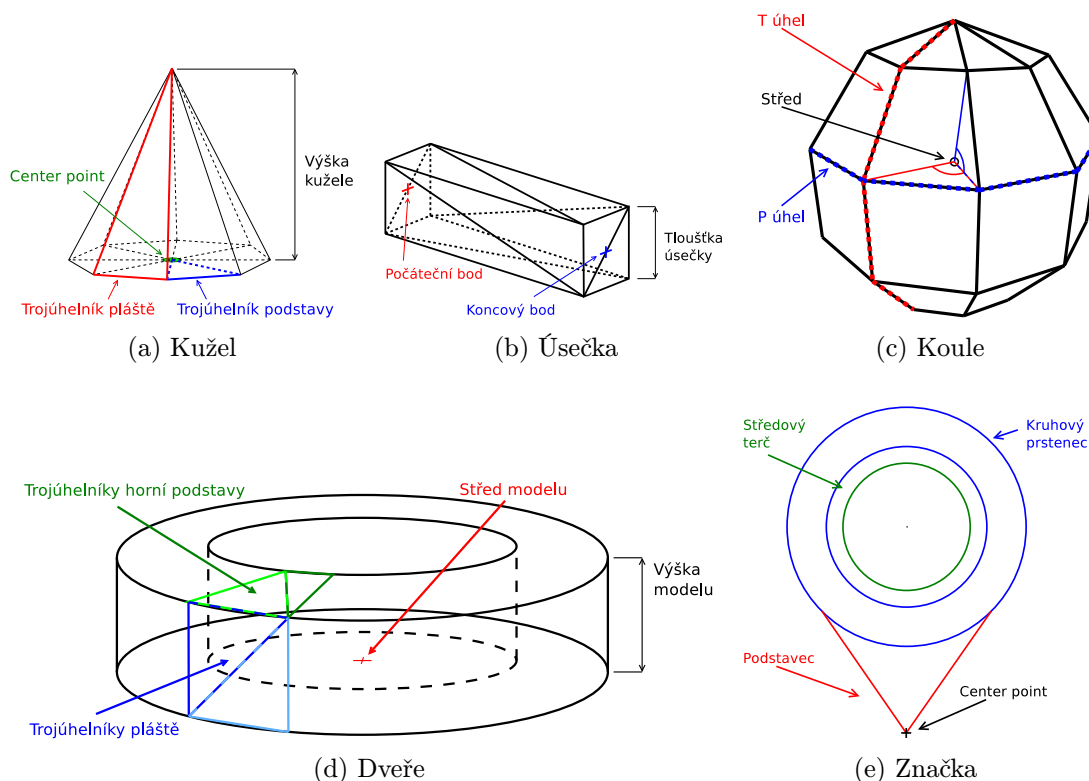 Výška
kužele
Center point
Trojúhelník pláště
Trojúhelník podstavy
(a) Kužel
Počáteční bod
Tloušťka
úsečky
Koncový bod
(b) Úsečka
T úhel
Střed
P úhel
(c) Koule
Trojúhelníky horní podstavy
Střed modelu
Výška
modelu
Trojúhelníky pláště
(d) Dveře
Středový
terč
Kruhový
prstenec
Podstavec
Center point
(e) Značka